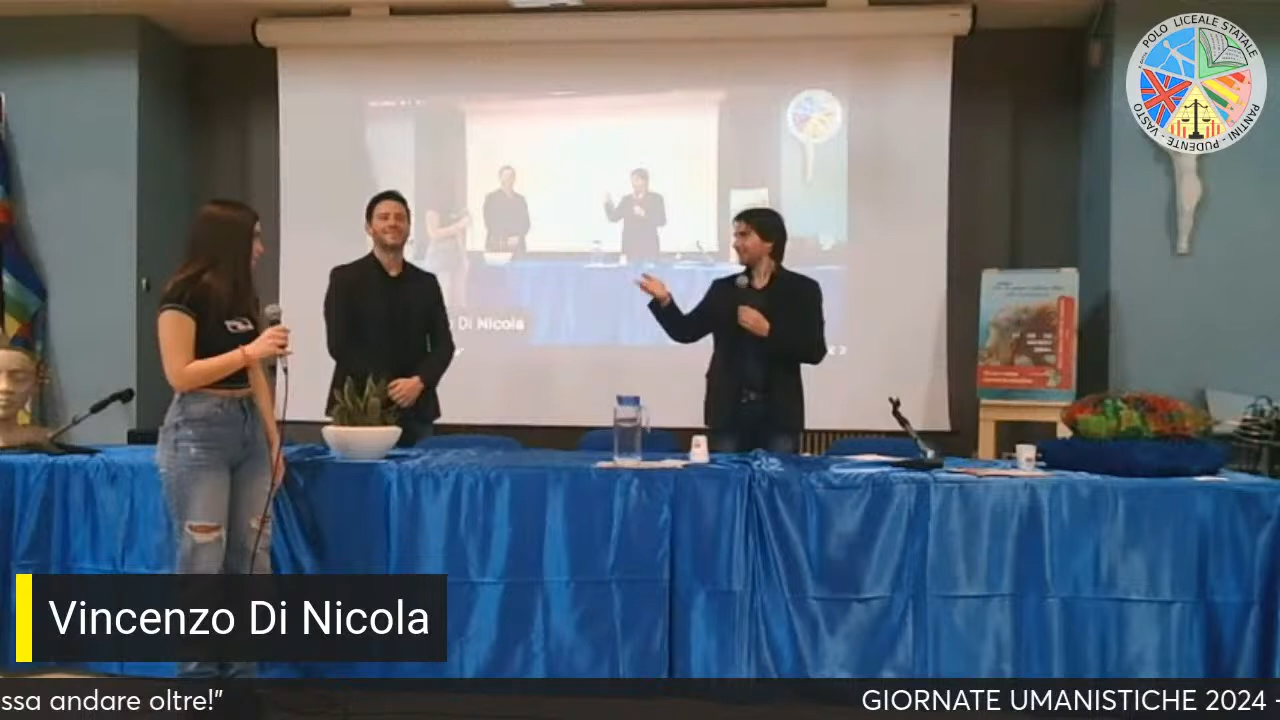 POLO LICEALE STATALE
PANTINI - PUDENTE - VASTO
Di Nicola
Vincenzo Di Nicola
ssa andare oltre!”
GIORNATE UMANISTICHE 2024 -